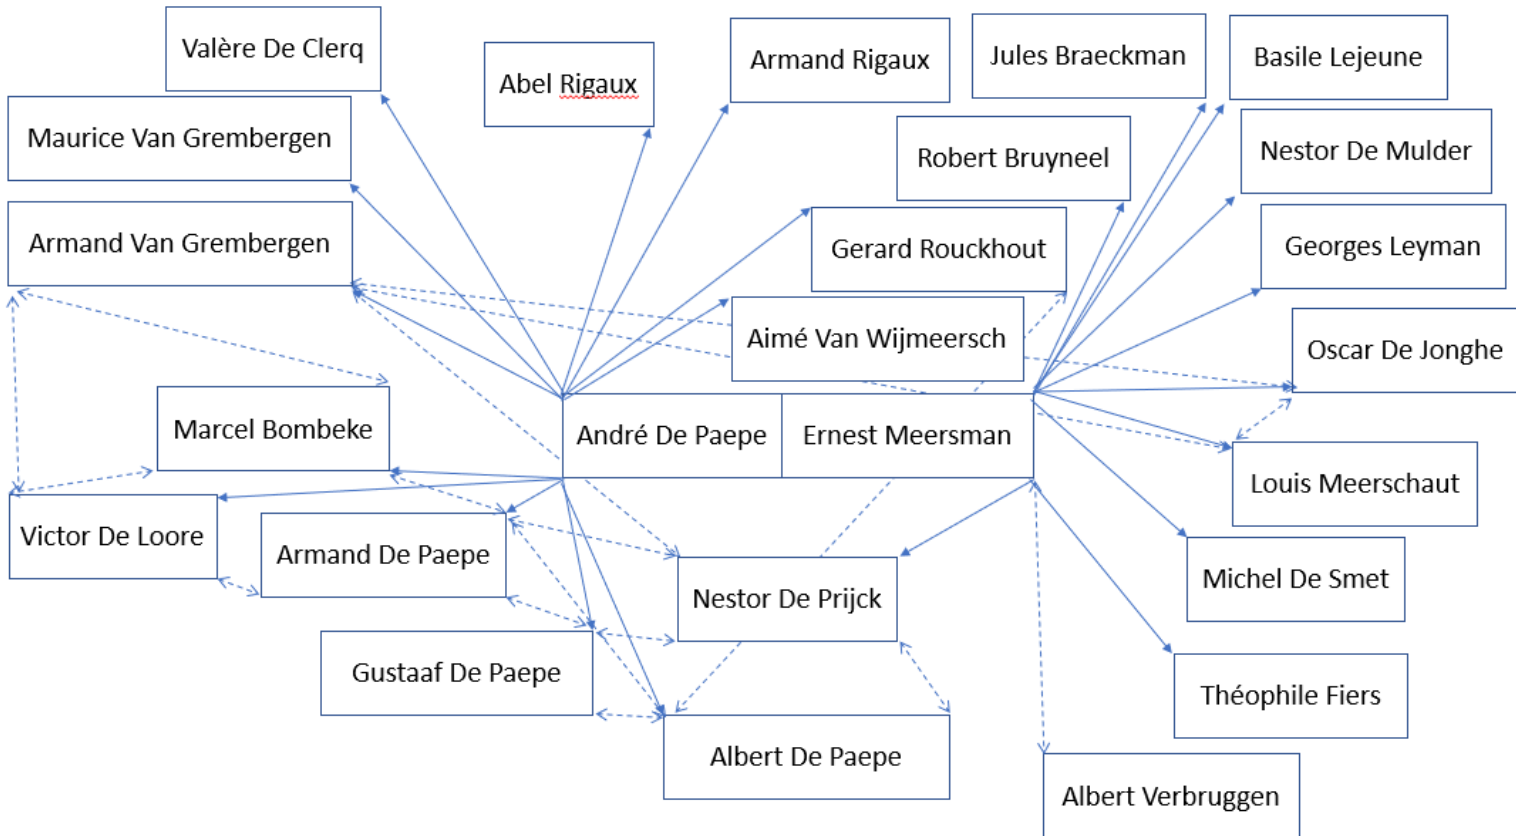 Valère De Clerq
Abel Rigaux
Armand Rigaux
Jules Braeckman
Basile Lejeune
Maurice Van Grembergen
Robert Bruyneel
Nestor De Mulder
Armand Van Grembergen
Gerard Rouckhout
Georges Leyman
Aimé Van Wijmeersch
Oscar De Jonghe
Marcel Bombeke
André De Paepe
Ernest Meersman
Louis Meerschaut
Victor De Loore
Armand De Paepe
Nestor De Prijck
Michel De Smet
Gustaaf De Paepe
Théophile Fiers
Albert De Paepe
Albert Verbruggen